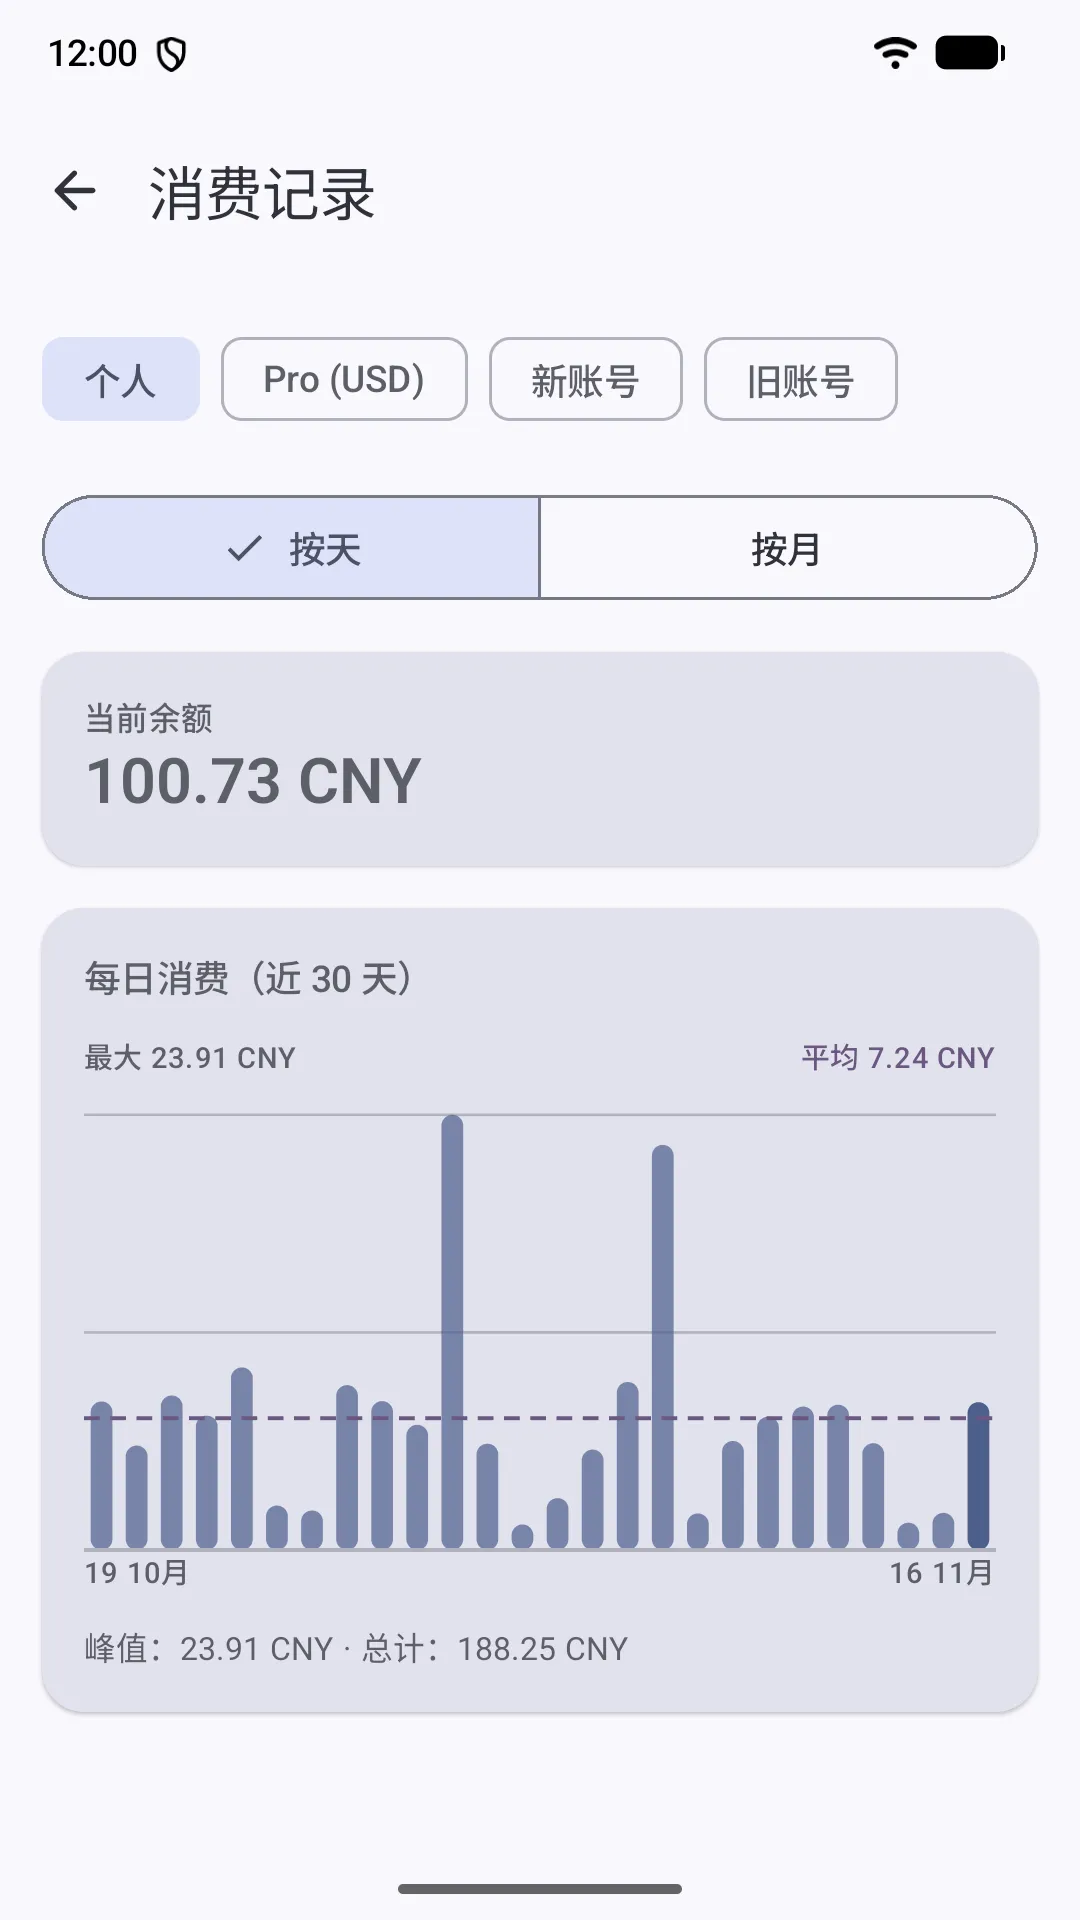 12:00
消费记录
个人
Pro (USD)
新账号
旧账号
按天
按月
当前余额
100.73 CNY
每日消费（近 30 天）
最大 23.91 CNY
平均 7.24 CNY
19 10月
16 11月
峰值：23.91 CNY · 总计：188.25 CNY